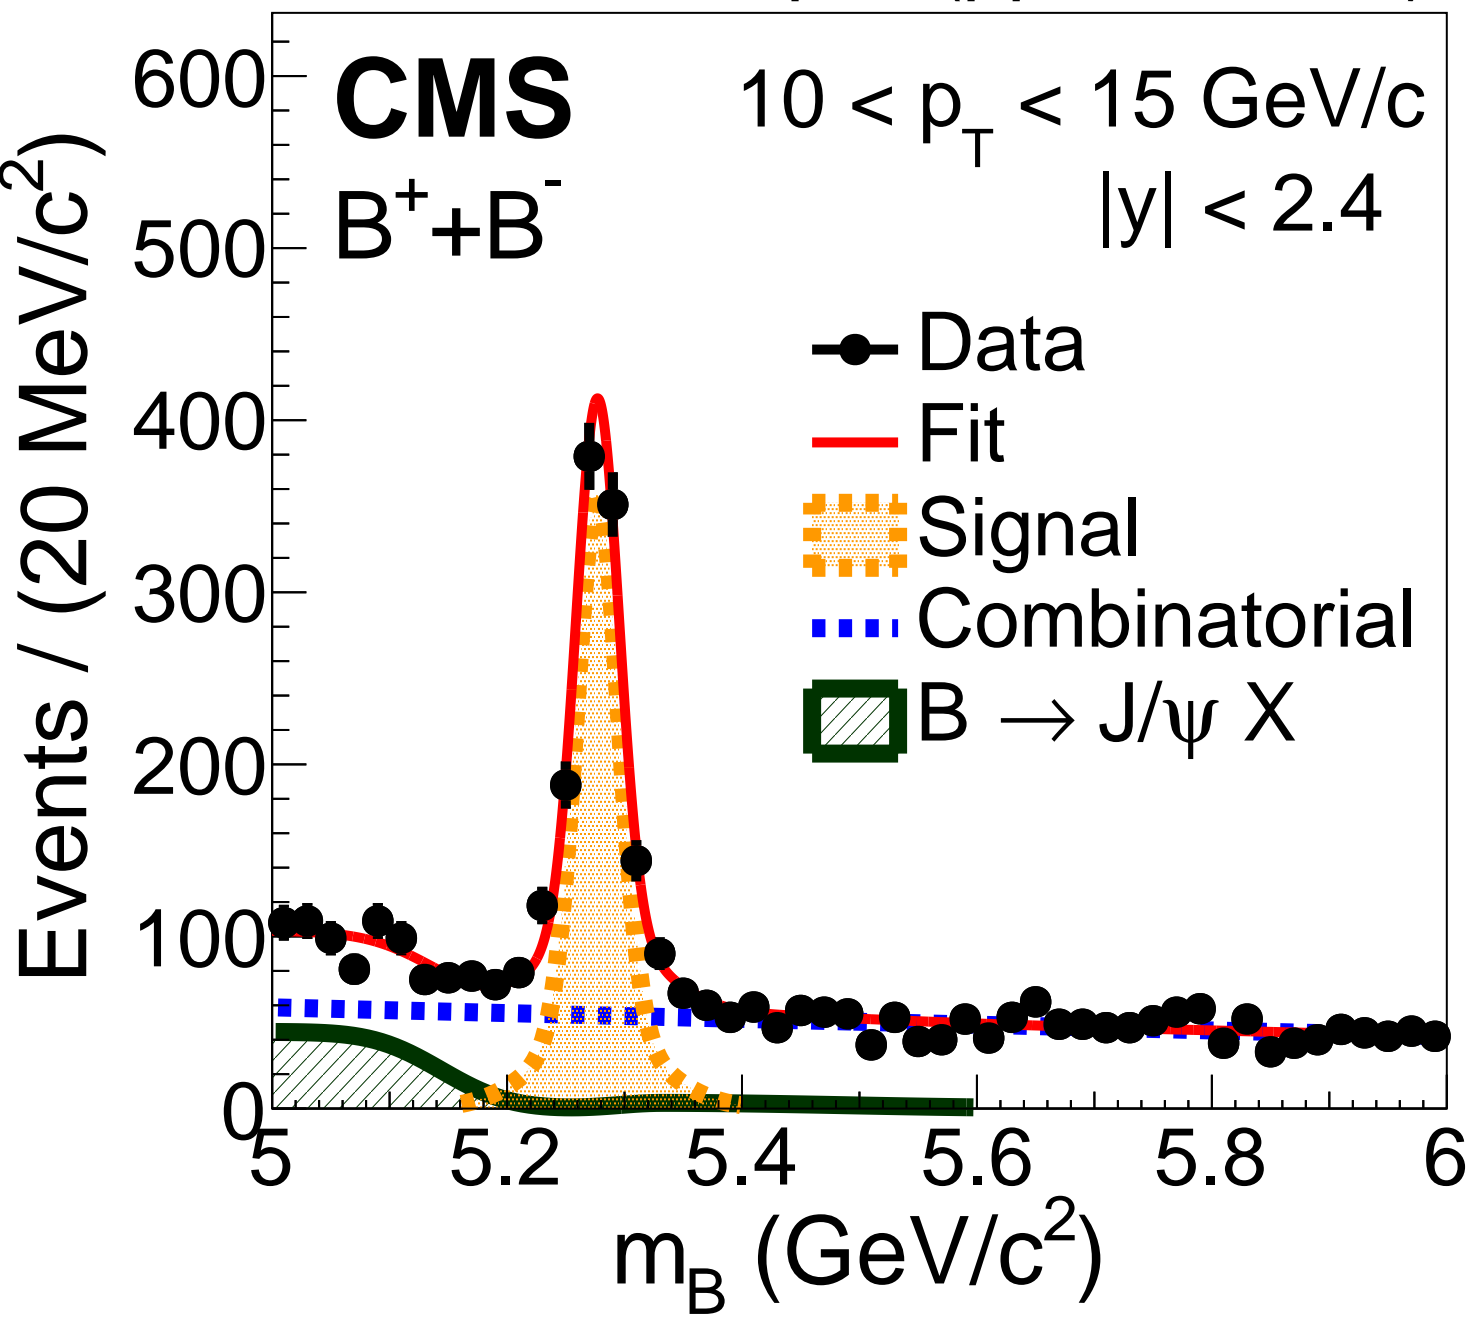 CMS
10 < p_T < 15 GeV/c
B⁺+B⁻
|y| < 2.4
Data
Fit
Signal
Combinatorial
B → J/ψ X
Events / (20 MeV/c²)
600
500
400
300
200
100
0
5 5.2 5.4 5.6 5.8 6
m_B (GeV/c²)